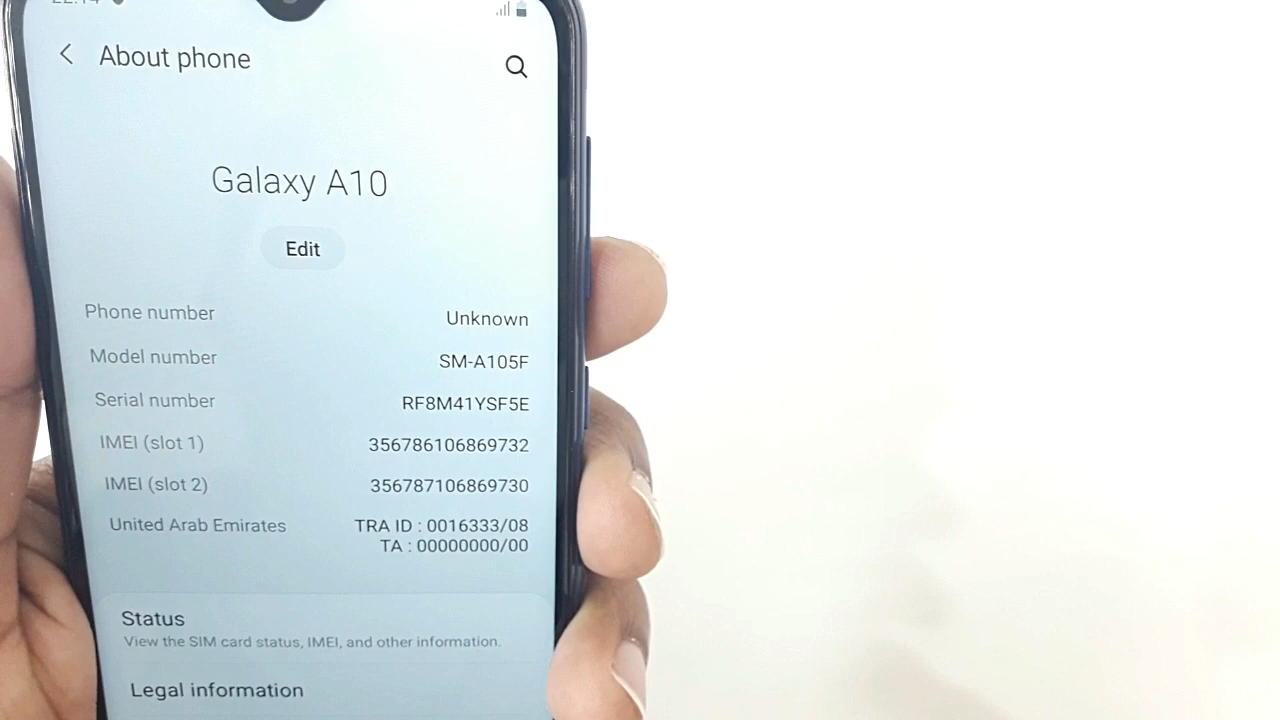 About phone
Galaxy A10
Edit
Phone number Unknown
Model number SM-A105F
Serial number RF8M41YSF5E
IMEI (slot 1) 356786106869732
IMEI (slot 2) 356787106869730
United Arab Emirates TRA ID : 0016333/08
TA : 00000000/00
Status
View the SIM card status, IMEI, and other information.
Legal information